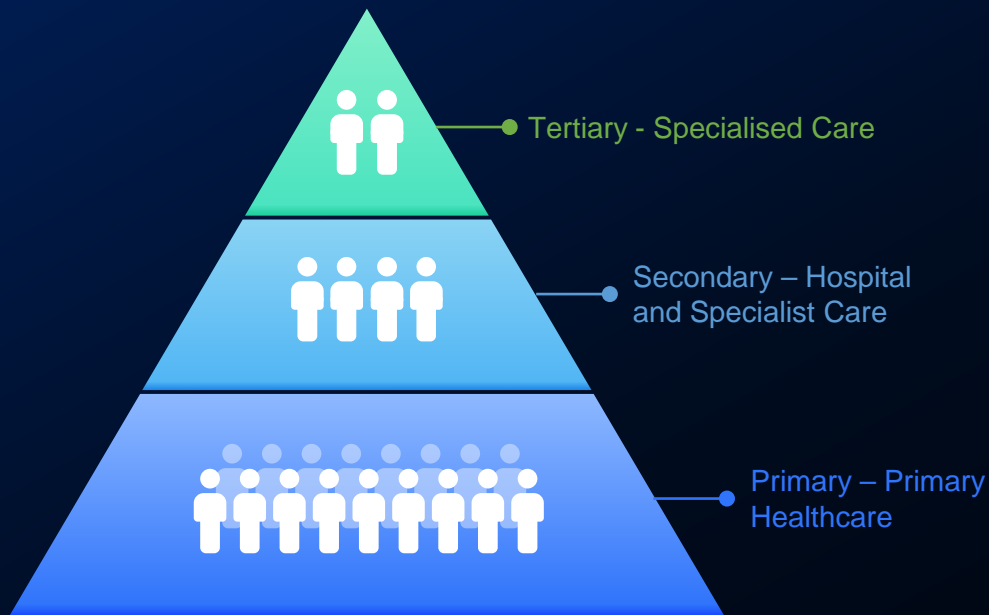 Tertiary - Specialised Care
Secondary – Hospital
and Specialist Care
Primary – Primary
Healthcare